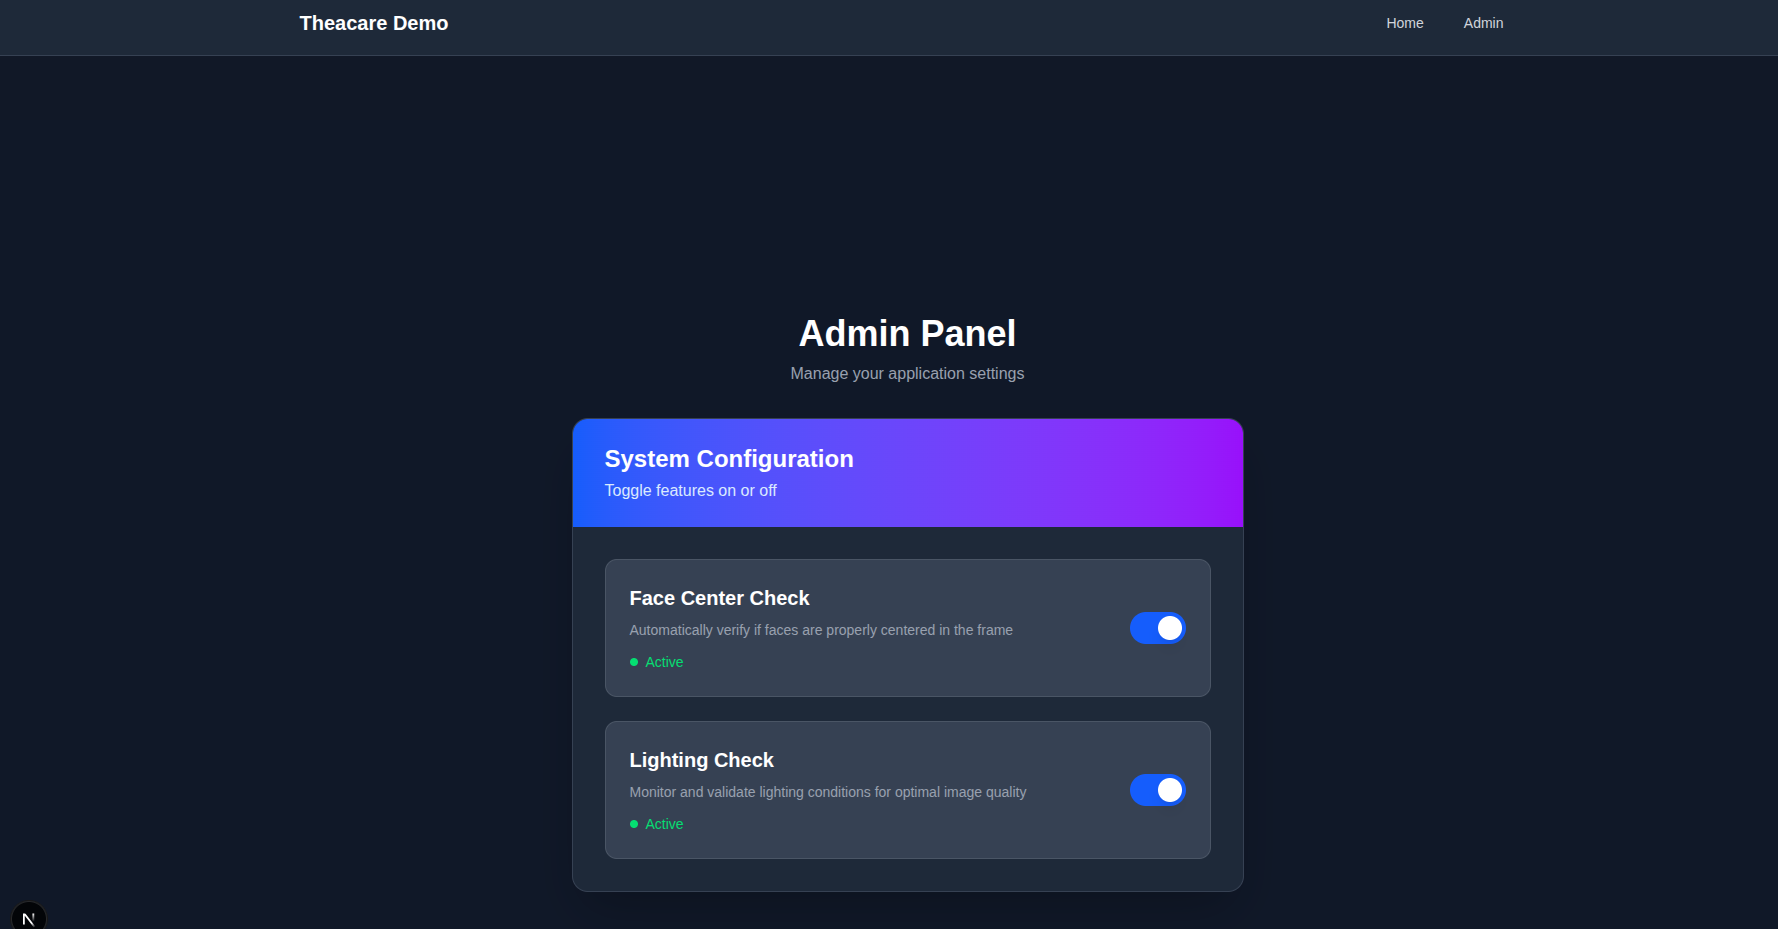 Theacare Demo
Home
Admin
Admin Panel
Manage your application settings
System Configuration
Toggle features on or off
Face Center Check
Automatically verify if faces are properly centered in the frame
Active
Lighting Check
Monitor and validate lighting conditions for optimal image quality
Active
N